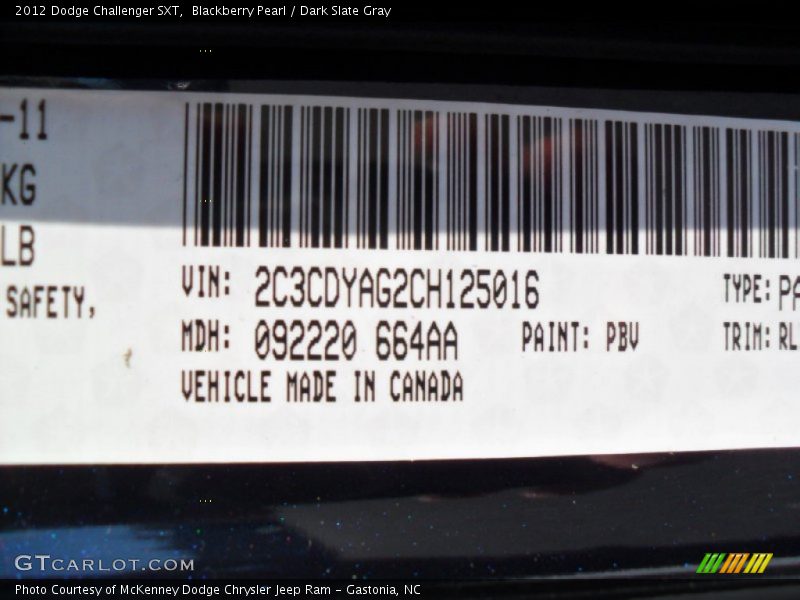 2012 Dodge Challenger SXT,  Blackberry Pearl / Dark Slate Gray
-11
KG
LB
SAFETY,
VIN: 2C3CDYAG2CH125016
TYPE: PA
MDH: 092220 664AA
PAINT: PBV
TRIM: RL
VEHICLE MADE IN CANADA
GTCARLOT.COM
Photo Courtesy of McKenney Dodge Chrysler Jeep Ram - Gastonia, NC